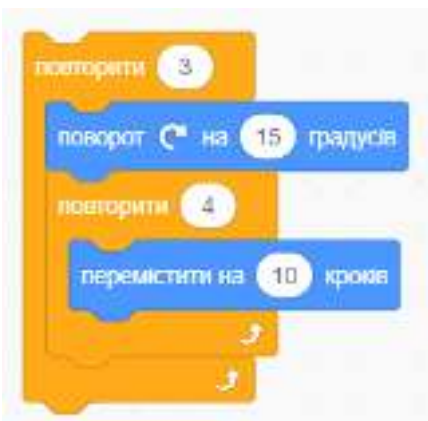 повторити 3
поворот на 15 градусів
повторити 4
перемістити на 10 кроків